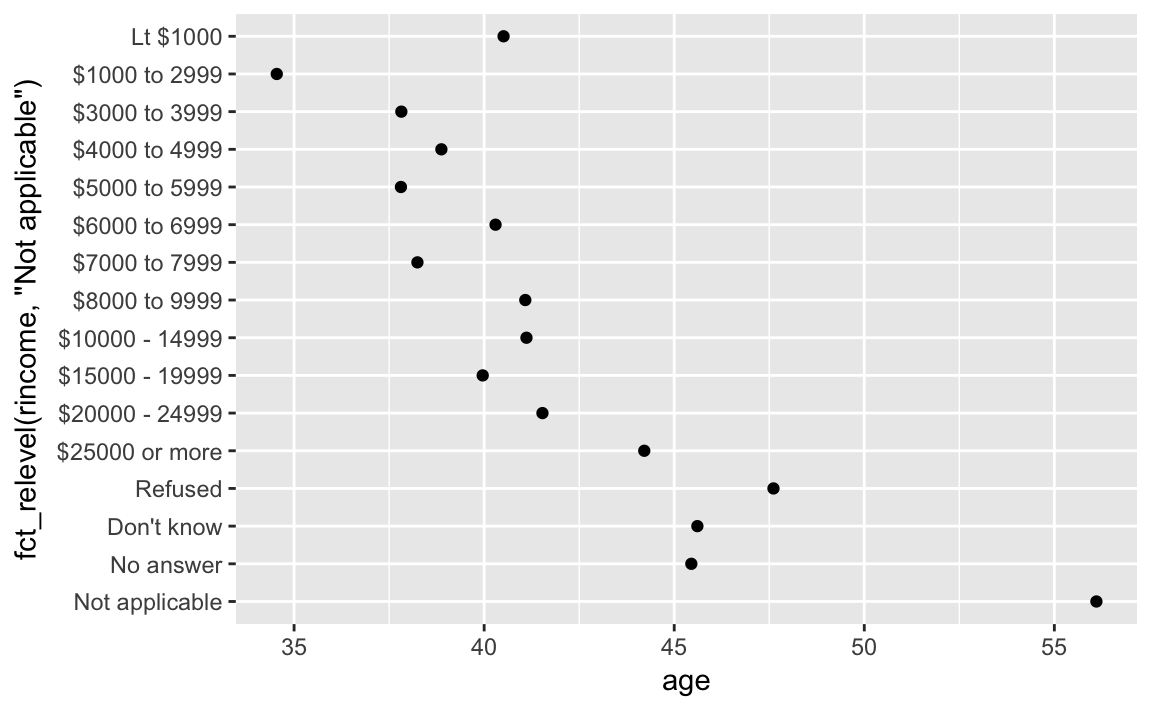 fct_relevel(rincome, "Not applicable")
Lt $1000
$1000 to 2999
$3000 to 3999
$4000 to 4999
$5000 to 5999
$6000 to 6999
$7000 to 7999
$8000 to 9999
$10000 - 14999
$15000 - 19999
$20000 - 24999
$25000 or more
Refused
Don't know
No answer
Not applicable
35 40 45 50 55
age